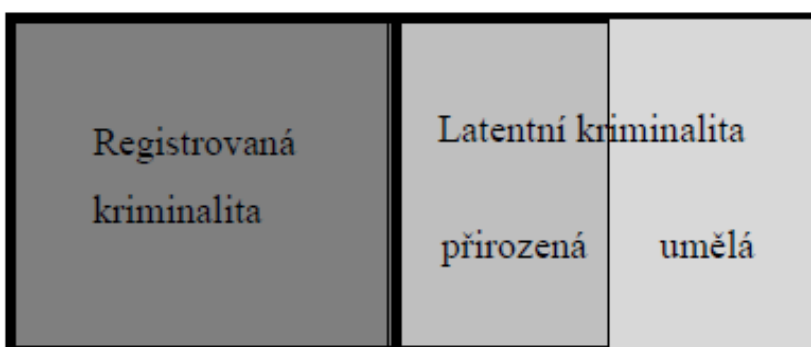 Registrovaná
kriminalita
Latentní kriminalita
přirozená umělá